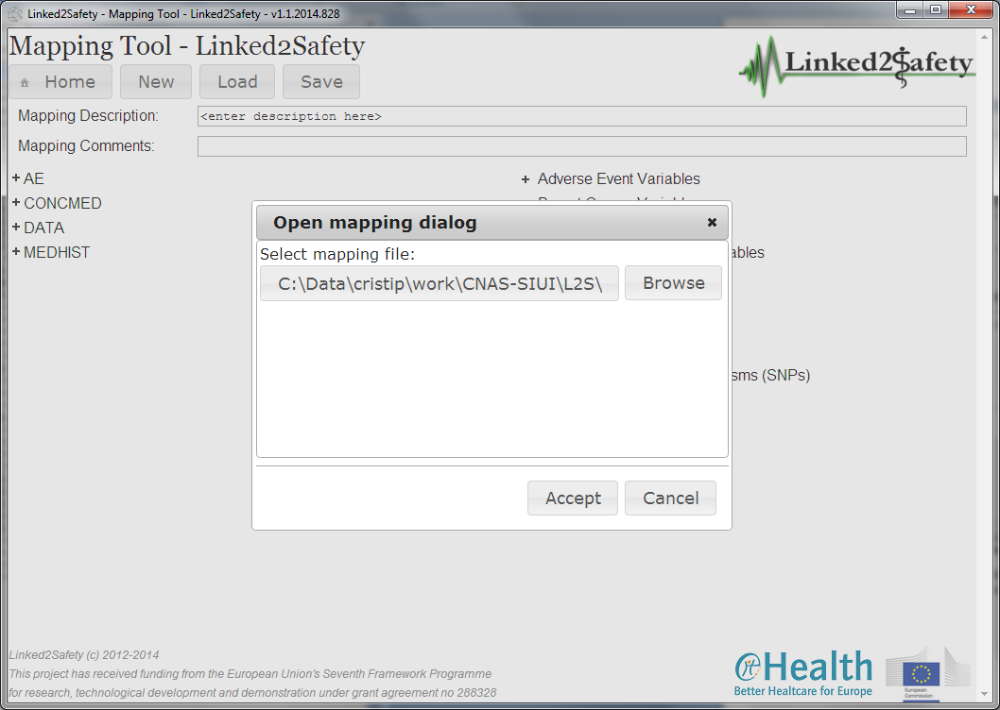 Linked2Safety - Mapping Tool - Linked2Safety - v1.1.2014.828
Mapping Tool - Linked2Safety
Linked2Safety
Home New Load Save
Mapping Description: <enter description here>
Mapping Comments:
+ AE
+ CONCMED
+ DATA
+ MEDHIST
+ Adverse Event Variables
ables
sms (SNPs)
Open mapping dialog
Select mapping file:
C:\Data\cristip\work\CNAS-SIUI\L2S\ Browse
Accept Cancel
Linked2Safety (c) 2012-2014
This project has received funding from the European Union's Seventh Framework Programme
for research, technological development and demonstration under grant agreement no 288328
eHealth
Better Healtcare for Europe
European
Commission